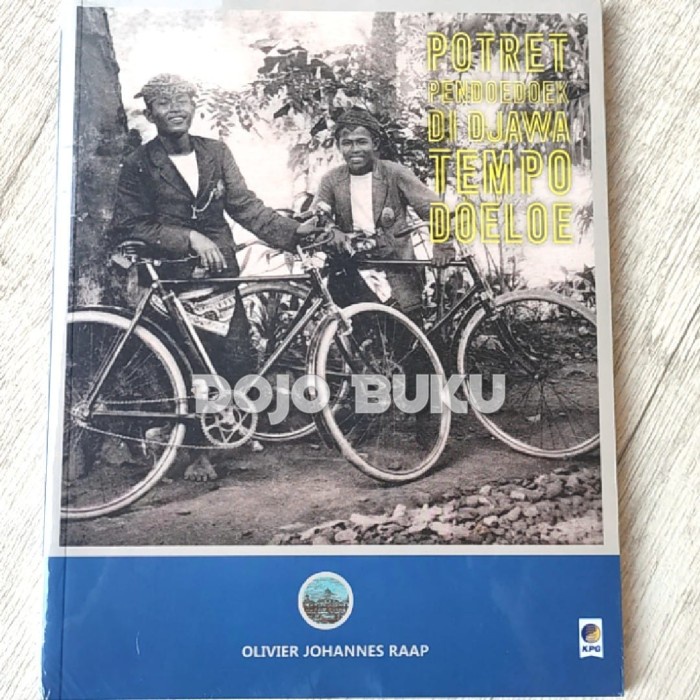 POTRET
PENDOEDOEK
DI DJAWA
TEMPO
DOELOE
DOJO BUKU
OLIVIER JOHANNES RAAP
KPG